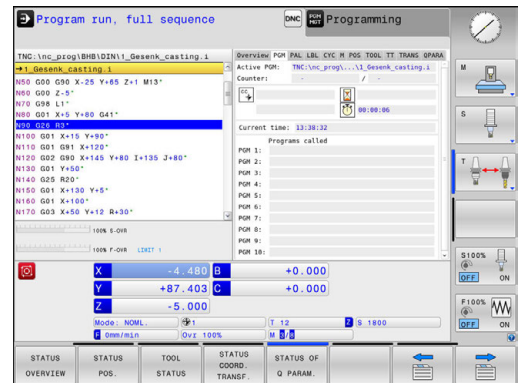 Program run, full sequence
DNC
PGM
MGT
Programming
TNC:\nc_prog\BHB\DIN\1_Gesenk_casting.i
→1_Gesenk_casting.i
N50 G00 G90 X-25 Y+65 Z+1 M13*
N60 G00 Z-5*
N70 G98 L1*
N80 G01 X+5 Y+80 G41*
N90 G26 R3*
N100 G01 X+15 Y+90*
N110 G01 G91 X+120*
N120 G02 G90 X+145 Y+80 I+135 J+80*
N130 G01 Y+50*
N140 G25 R20*
N150 G01 X+130 Y+5*
N160 G01 X+100*
N170 G03 X+50 Y+12 R+30*
100% S-OVR
100% F-OVR LIMIT 1
Overview PGM PAL LBL CYC M POS TOOL TT TRANS QPARA
Active PGM: TNC:\nc_prog\...\1_Gesenk_casting.i
Counter: - / -
00:00:06
Current time: 13:38:32
Programs called
PGM 1:
PGM 2:
PGM 3:
PGM 4:
PGM 5:
PGM 6:
PGM 7:
PGM 8:
PGM 9:
PGM 10:
X -4.480 B +0.000
Y +87.403 C +0.000
Z -5.000
Mode: NOML. 1 T 12 Z S 1800
F 0mm/min Ovr 100% M 5/8
M
S
T
S100%
OFF ON
F100%
OFF ON
STATUS
OVERVIEW
STATUS
POS.
TOOL
STATUS
STATUS
COORD.
TRANSF.
STATUS OF
Q PARAM.